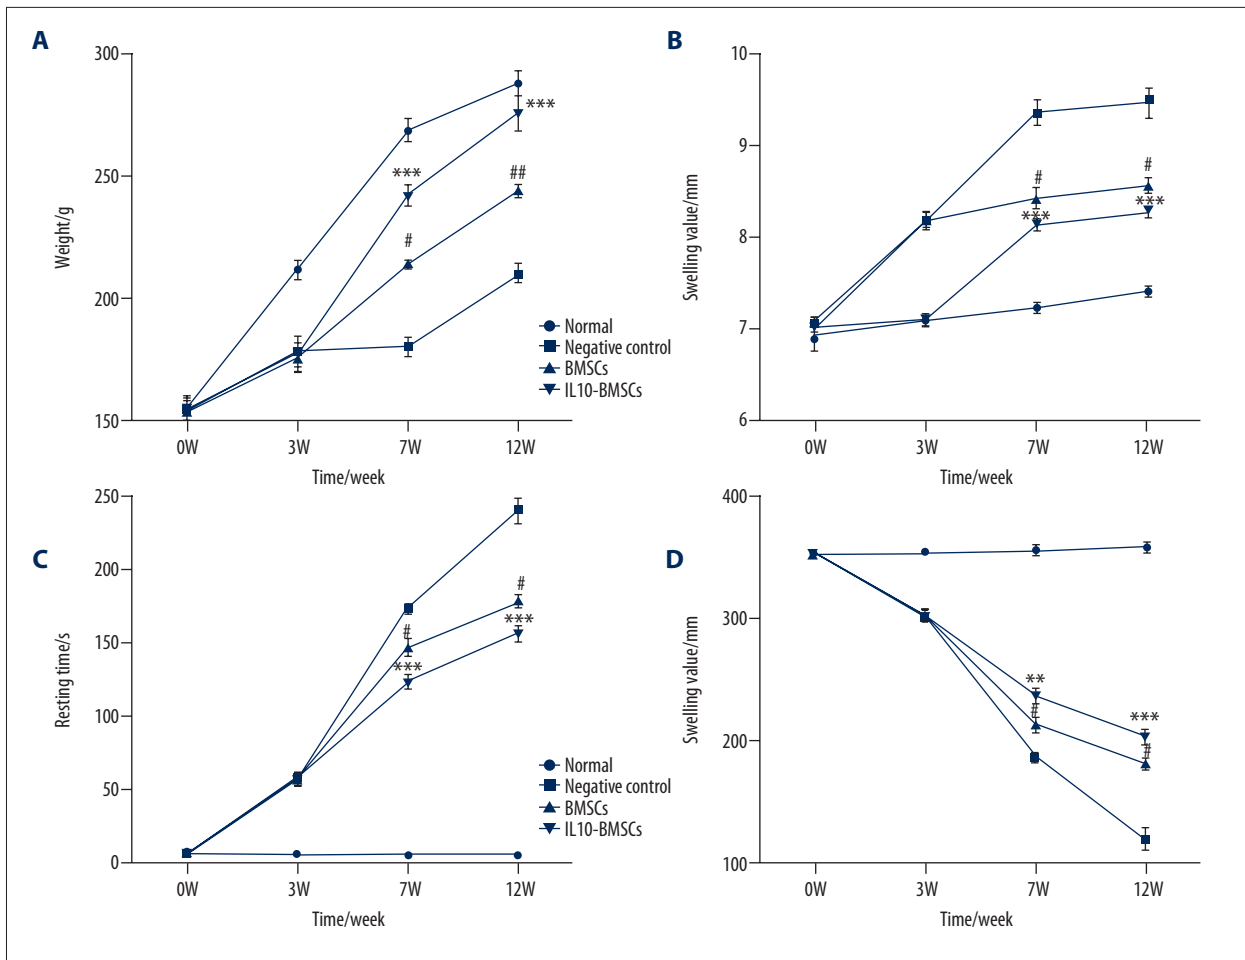 A
300
250
200
150
Weight/g
***
***
##
#
Normal
Negative control
BMSCs
IL10-BMSCs
0W 3W 7W 12W
Time/week
B
10
9
8
7
6
Swelling value/mm
#
#
***
***
0W 3W 7W 12W
Time/week
C
250
200
150
100
50
0
Resting time/s
#
#
***
***
Normal
Negative control
BMSCs
IL10-BMSCs
0W 3W 7W 12W
Time/week
D
400
300
200
100
Swelling value/mm
**
#
***
#
0W 3W 7W 12W
Time/week